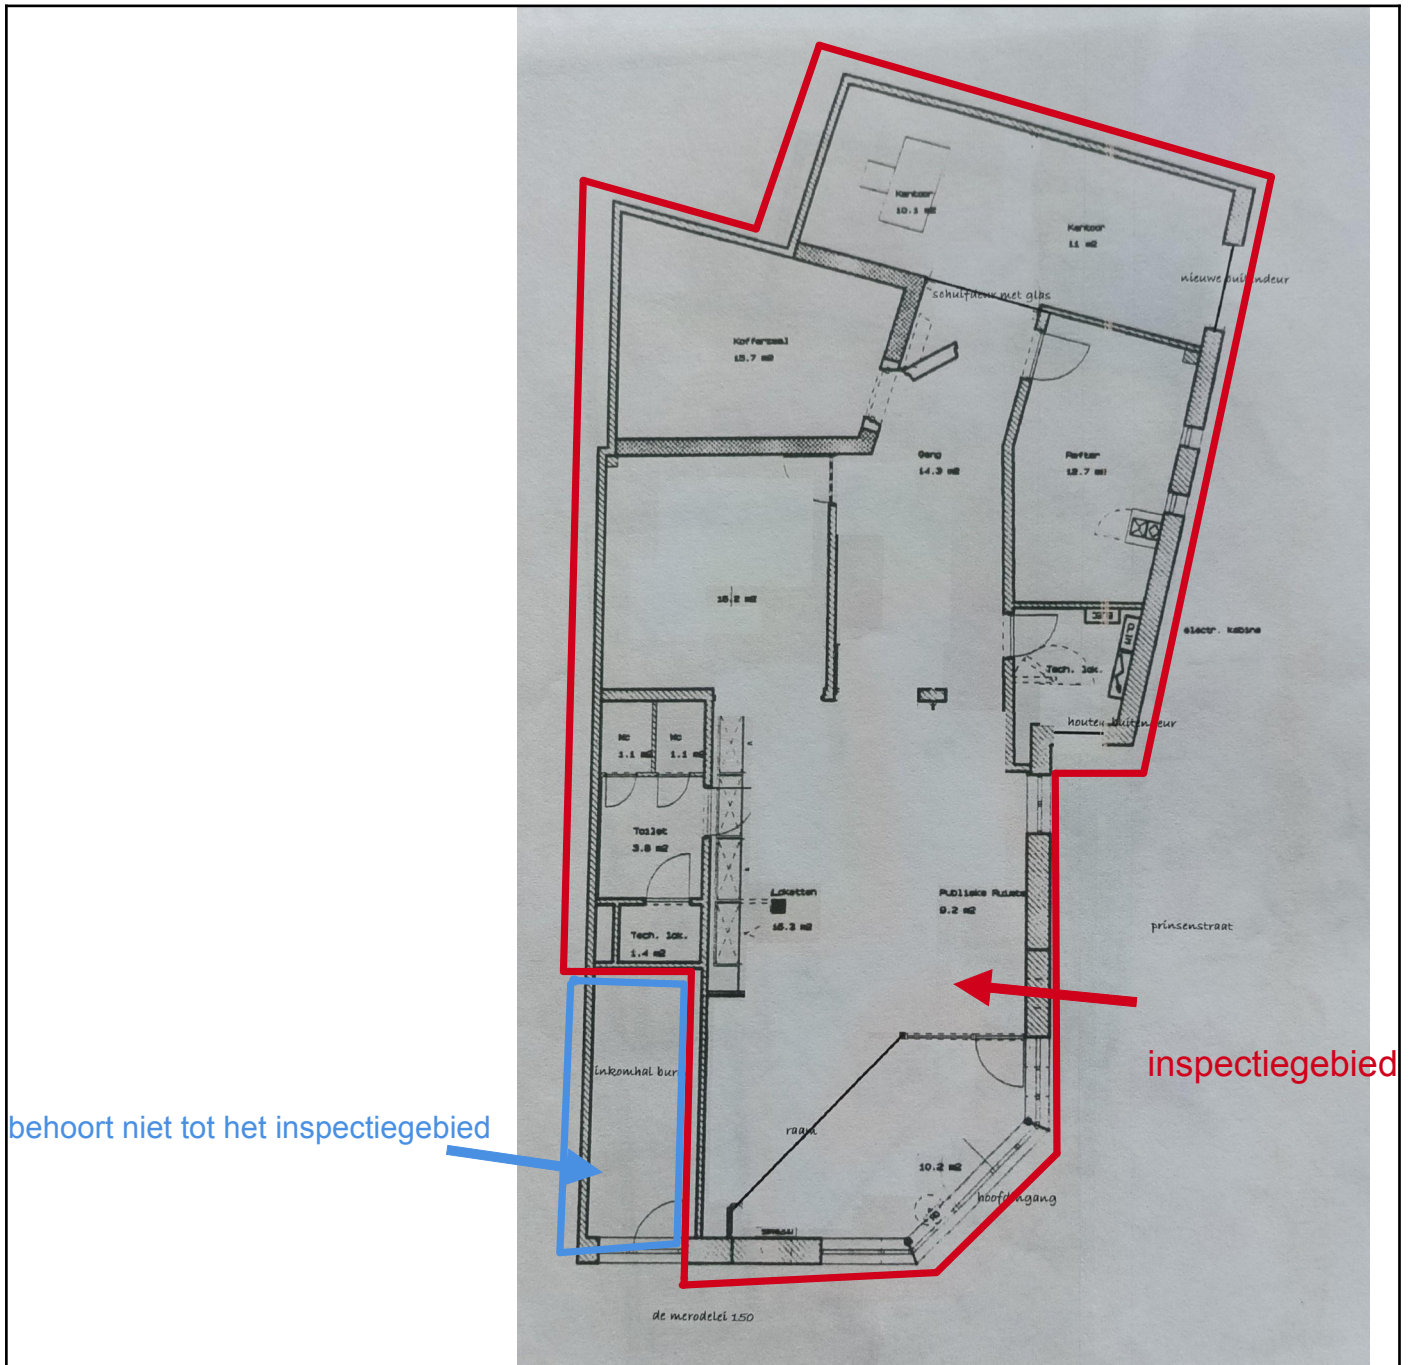 Kantoor
10.1 m2
Kantoor
11 m2
nieuwe buitendeur
schuifdeur met glas
Kofferzaal
15.7 m2
Gang
14.3 m2
Refter
12.7 m2
15.2 m2
electr. kabine
Tech. lok.
houten buitendeur
Wc
1.1 m2
Wc
1.1 m2
Toilet
3.8 m2
Loketten
15.3 m2
Publieke Ruimte
9.2 m2
prinsenstraat
Tech. lok.
1.4 m2
inspectiegebied
inkomhal bur
behoort niet tot het inspectiegebied
raam
10.2 m2
hoofdingang
de merodelei 150